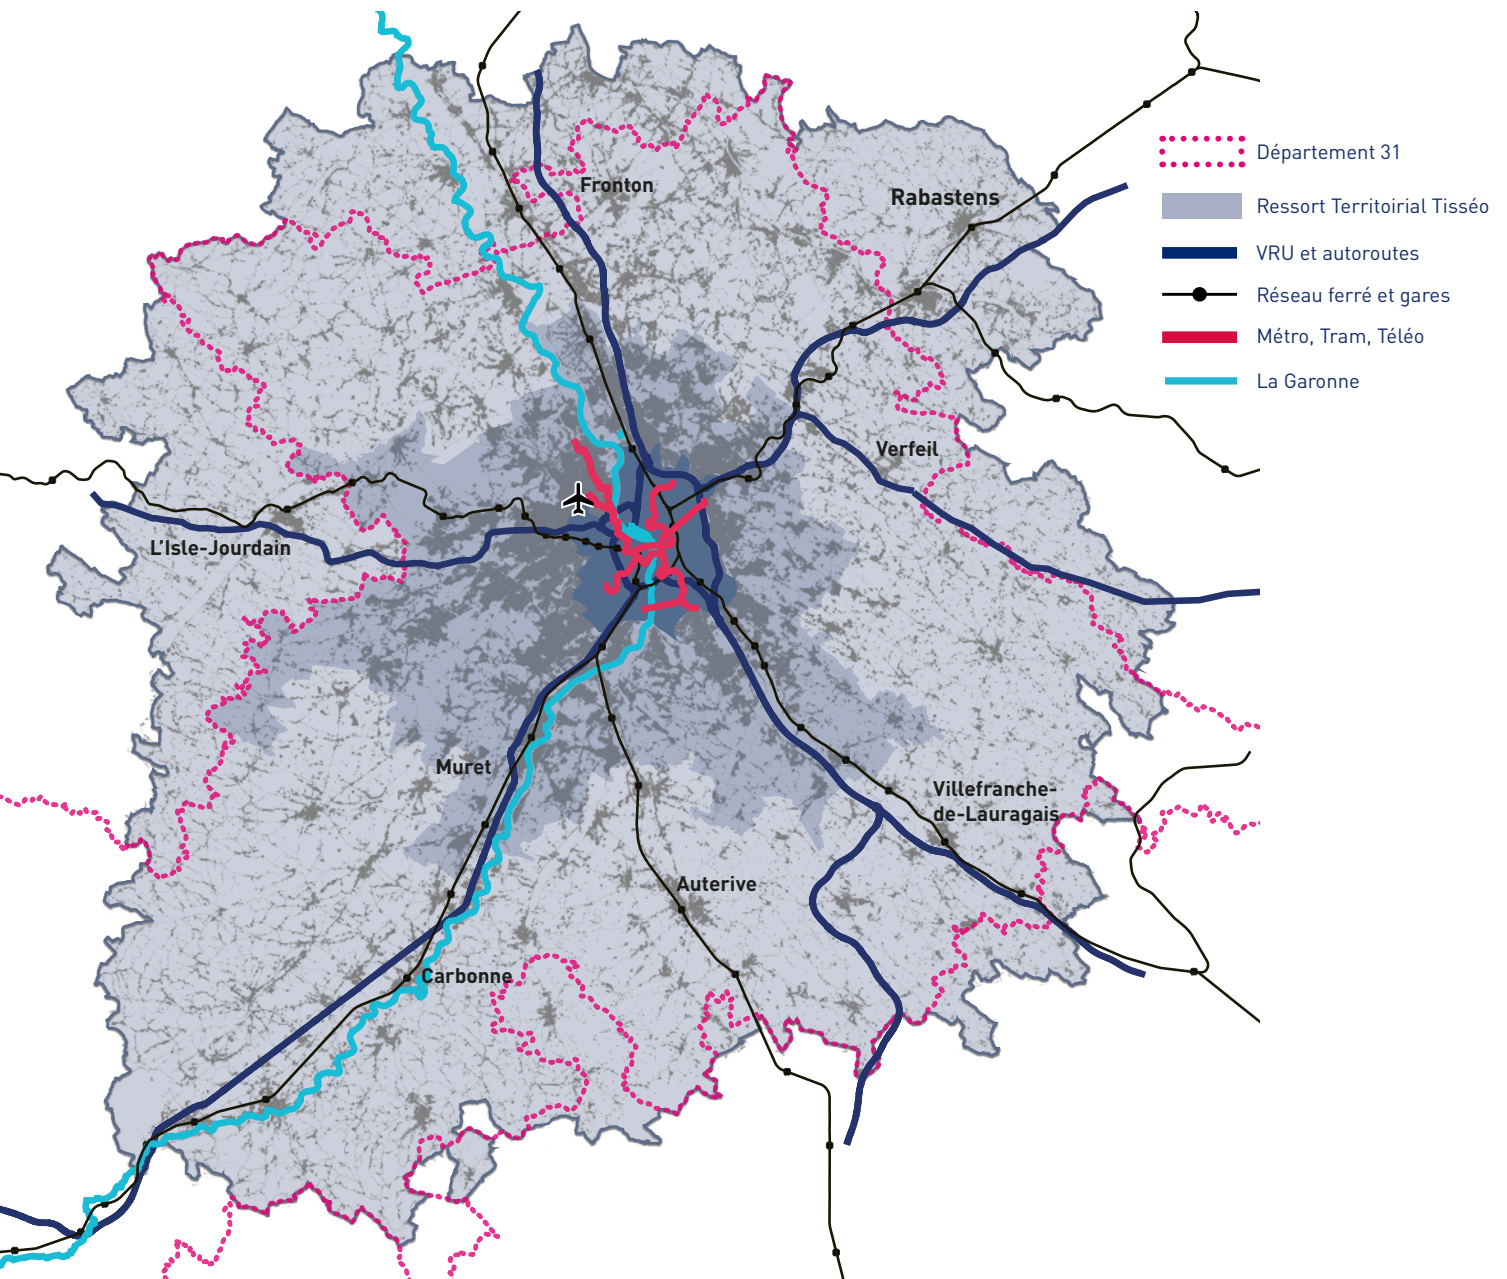 Fronton
Rabastens
Verfeil
L'Isle-Jourdain
Muret
Villefranche-
de-Lauragais
Auterive
Carbonne
Département 31
Ressort Territoirial Tisséo
VRU et autoroutes
Réseau ferré et gares
Métro, Tram, Téléo
La Garonne